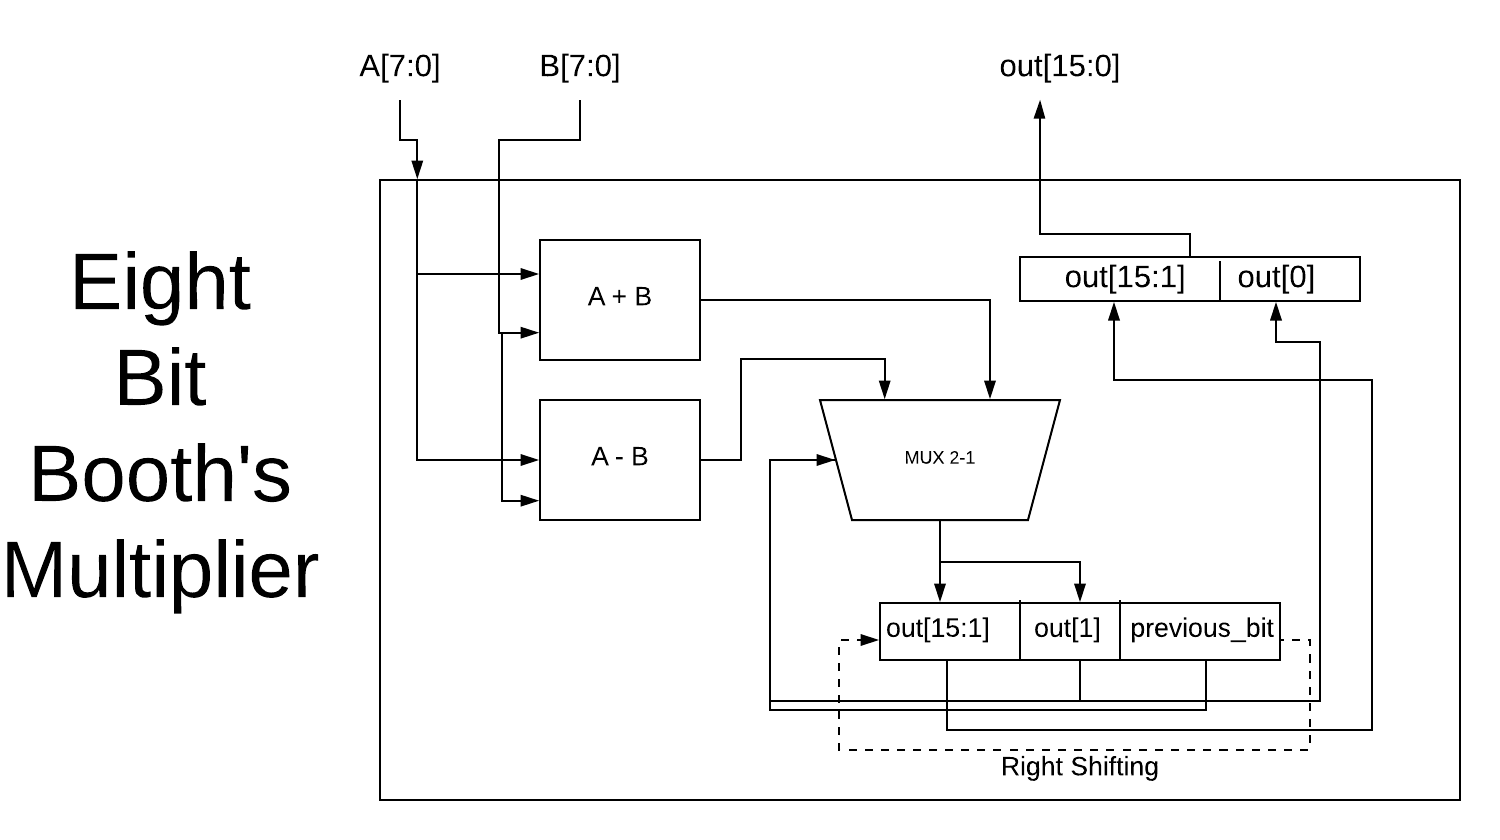 A[7:0]
B[7:0]
out[15:0]
Eight
Bit
Booth's
Multiplier
A + B
out[15:1]
out[0]
A - B
MUX 2-1
out[15:1]
out[1]
previous_bit
Right Shifting